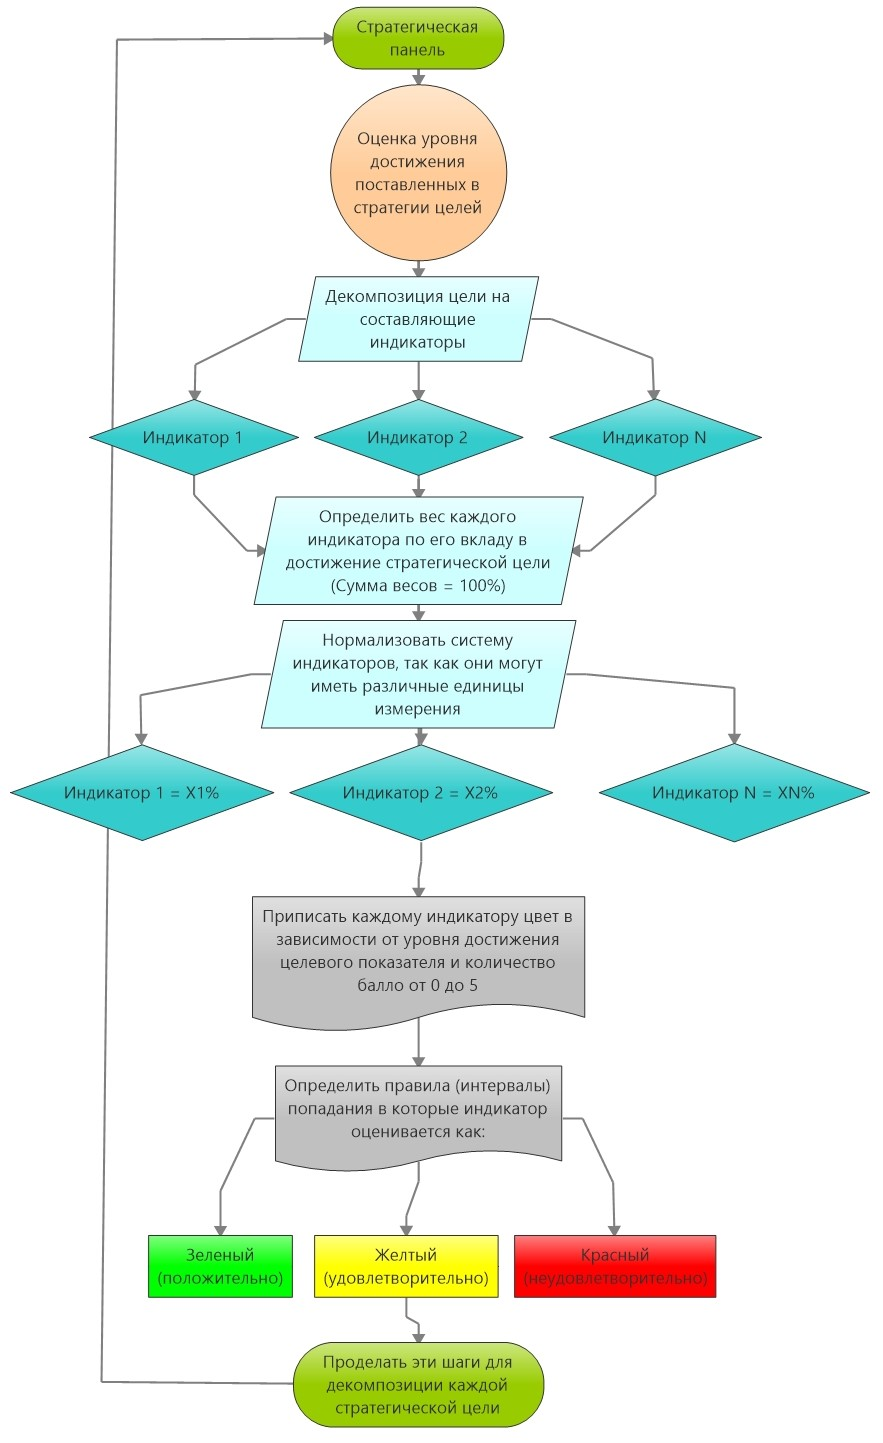 Стратегическая
панель
Оценка уровня
достижения
поставленных в
стратегии целей
Декомпозиция цели на
составляющие
индикаторы
Индикатор 1
Индикатор 2
Индикатор N
Определить вес каждого
индикатора по его вкладу в
достижение стратегической цели
(Сумма весов = 100%)
Нормализовать систему
индикаторов, так как они могут
иметь различные единицы
измерения
Индикатор 1 = X1%
Индикатор 2 = X2%
Индикатор N = XN%
Приписать каждому индикатору цвет в
зависимости от уровня достижения
целевого показателя и количество
балло от 0 до 5
Определить правила (интервалы)
попадания в которые индикатор
оценивается как:
Зеленый
(положительно)
Желтый
(удовлетворительно)
Красный
(неудовлетворительно)
Проделать эти шаги для
декомпозиции каждой
стратегической цели